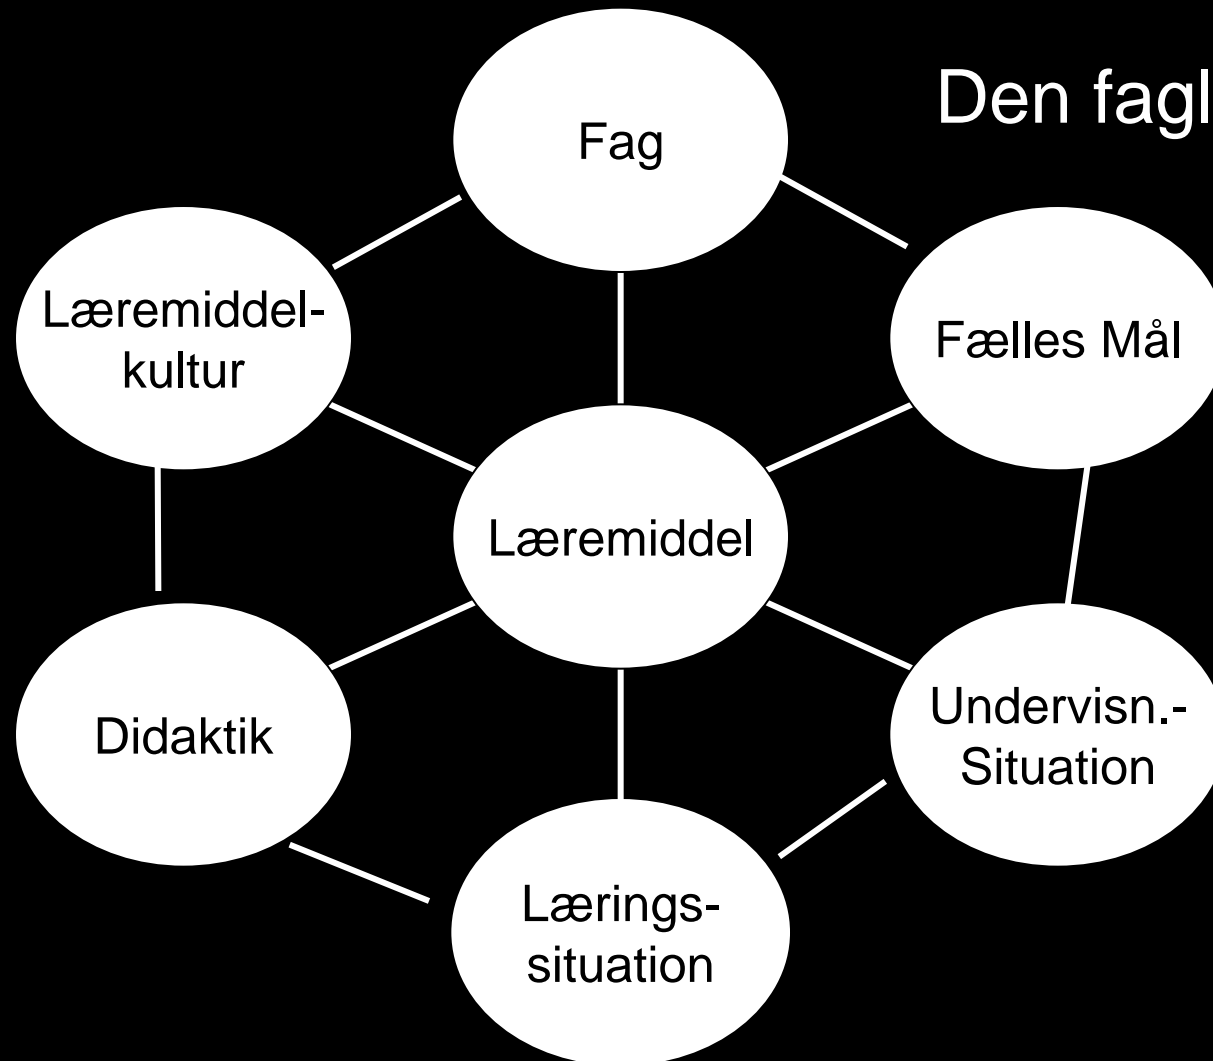 Den fagl
Fag
Læremiddel-
kultur
Fælles Mål
Læremiddel
Didaktik
Undervisn.-
Situation
Lærings-
situation